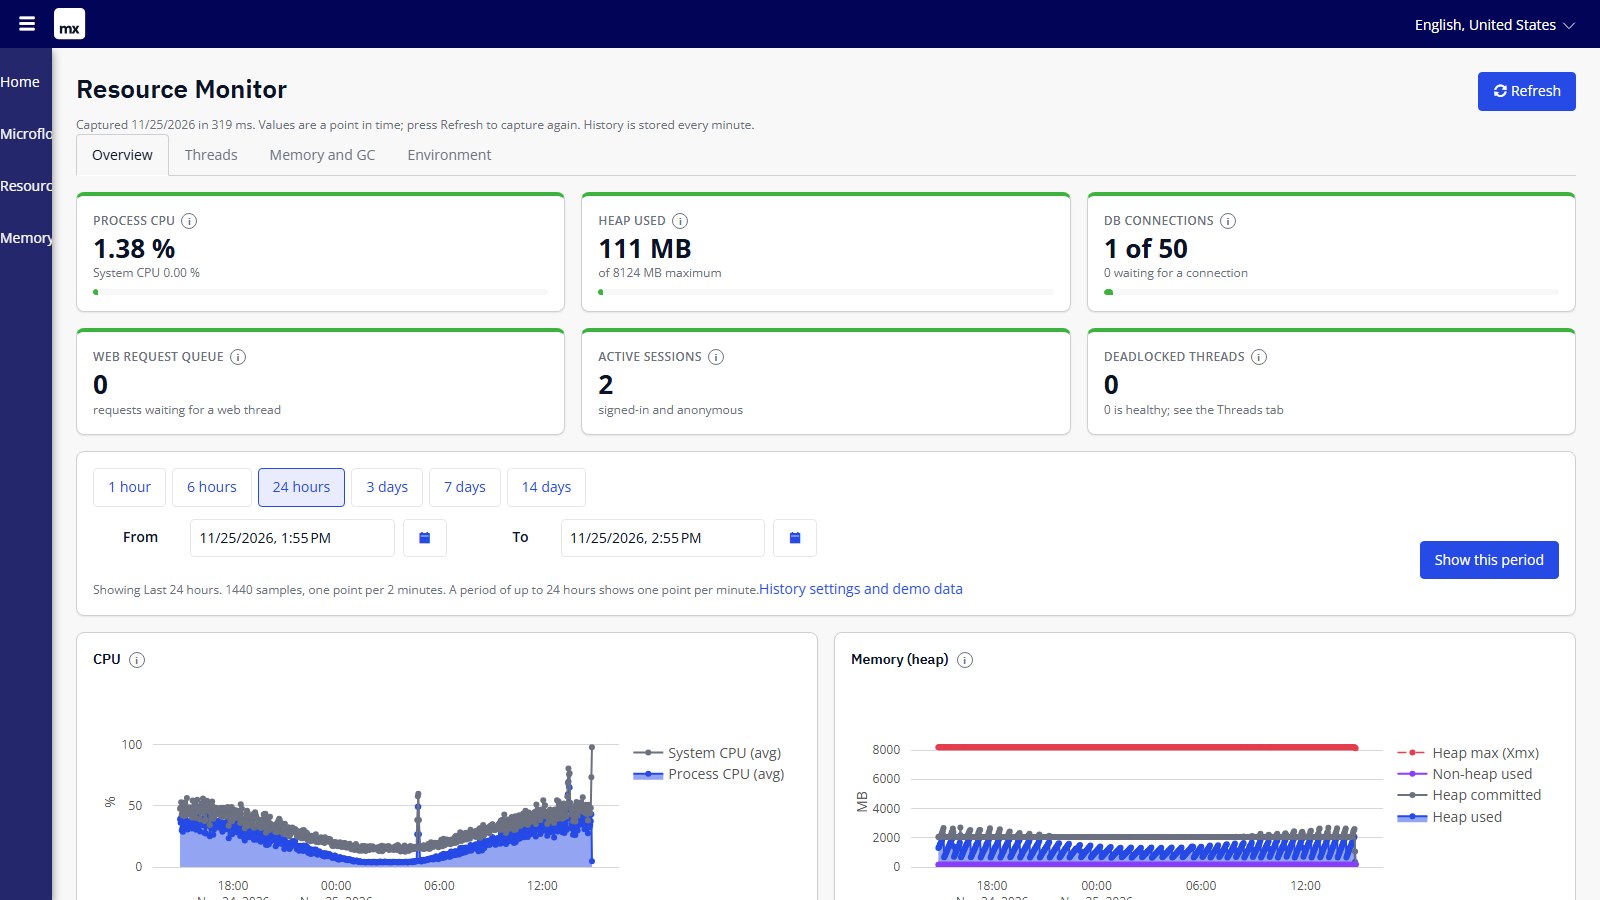 mx
English, United States
Home
Microflo
Resourc
Memory
Resource Monitor
Refresh
Captured 11/25/2026 in 319 ms. Values are a point in time; press Refresh to capture again. History is stored every minute.
Overview Threads Memory and GC Environment
PROCESS CPU
1.38 %
System CPU 0.00 %
HEAP USED
111 MB
of 8124 MB maximum
DB CONNECTIONS
1 of 50
0 waiting for a connection
WEB REQUEST QUEUE
0
requests waiting for a web thread
ACTIVE SESSIONS
2
signed-in and anonymous
DEADLOCKED THREADS
0
0 is healthy; see the Threads tab
1 hour 6 hours 24 hours 3 days 7 days 14 days
From 11/25/2026, 1:55 PM To 11/25/2026, 2:55 PM
Show this period
Showing Last 24 hours. 1440 samples, one point per 2 minutes. A period of up to 24 hours shows one point per minute.History settings and demo data
CPU
100
50
0
%
18:00 00:00 06:00 12:00
System CPU (avg)
Process CPU (avg)
Memory (heap)
8000
6000
4000
2000
0
MB
18:00 00:00 06:00 12:00
Heap max (Xmx)
Non-heap used
Heap committed
Heap used